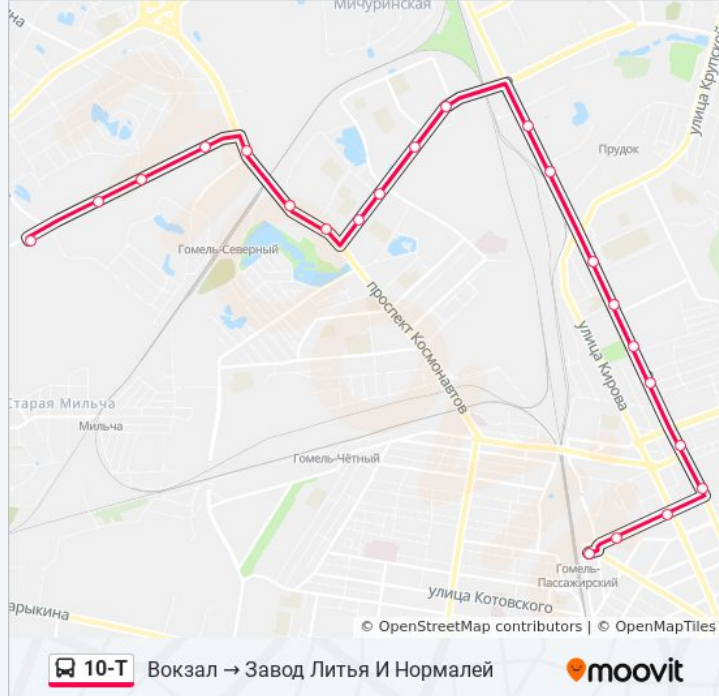 Мичуринская
на
улица Крупской
Прудок
Гомель-Северный
проспект Космонавтов
улица Кирова
Старая Мильча
Мильча
Гомель-Чётный
Гомель-
Пассажирский
улица Котовского
арыкина
© OpenStreetMap contributors | © OpenMapTiles
10-Т Вокзал → Завод Литья И Нормалей
moovit